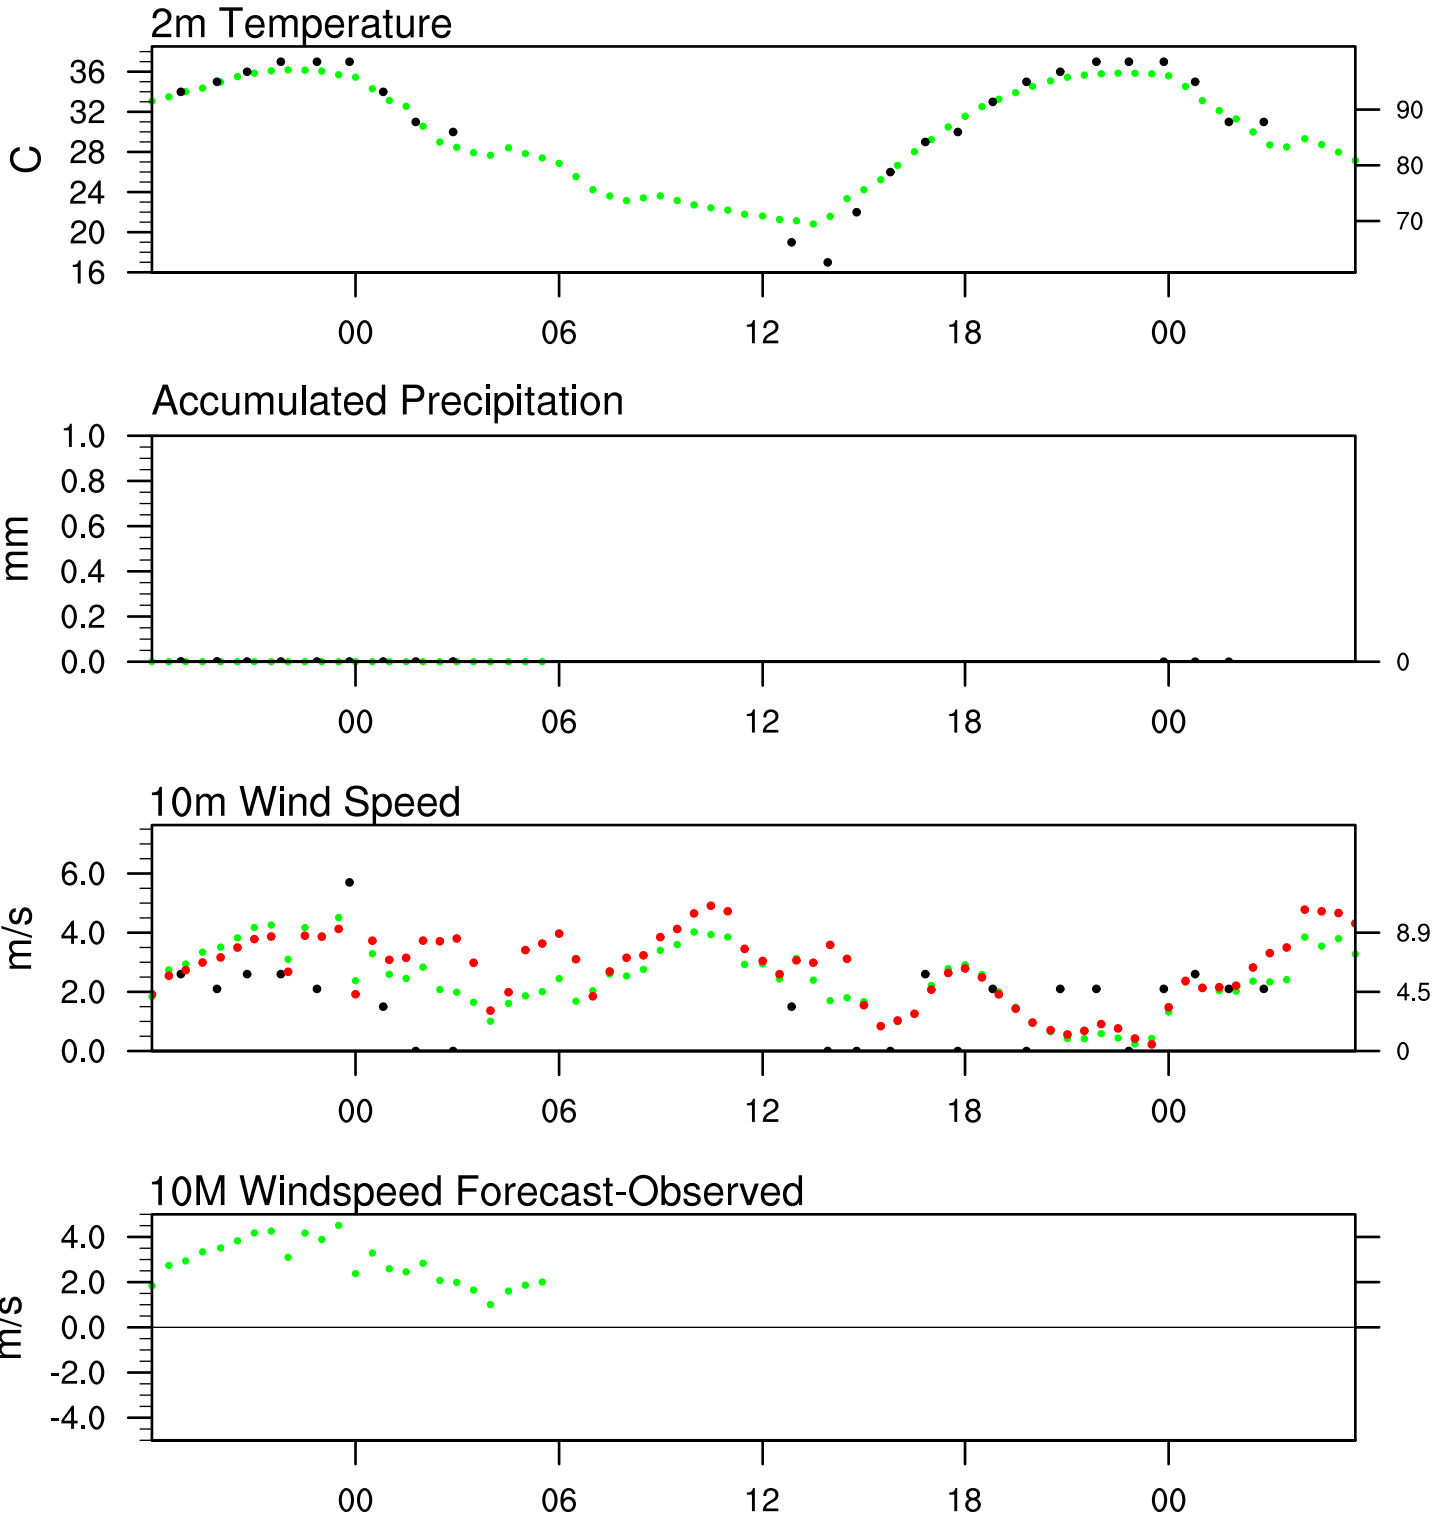 2m Temperature
36
32
28
24
20
16
C
90
80
70
00 06 12 18 00
Accumulated Precipitation
1.0
0.8
0.6
0.4
0.2
0.0
mm
0
00 06 12 18 00
10m Wind Speed
6.0
4.0
2.0
0.0
m/s
8.9
4.5
0
00 06 12 18 00
10M Windspeed Forecast-Observed
4.0
2.0
0.0
-2.0
-4.0
m/s
00 06 12 18 00